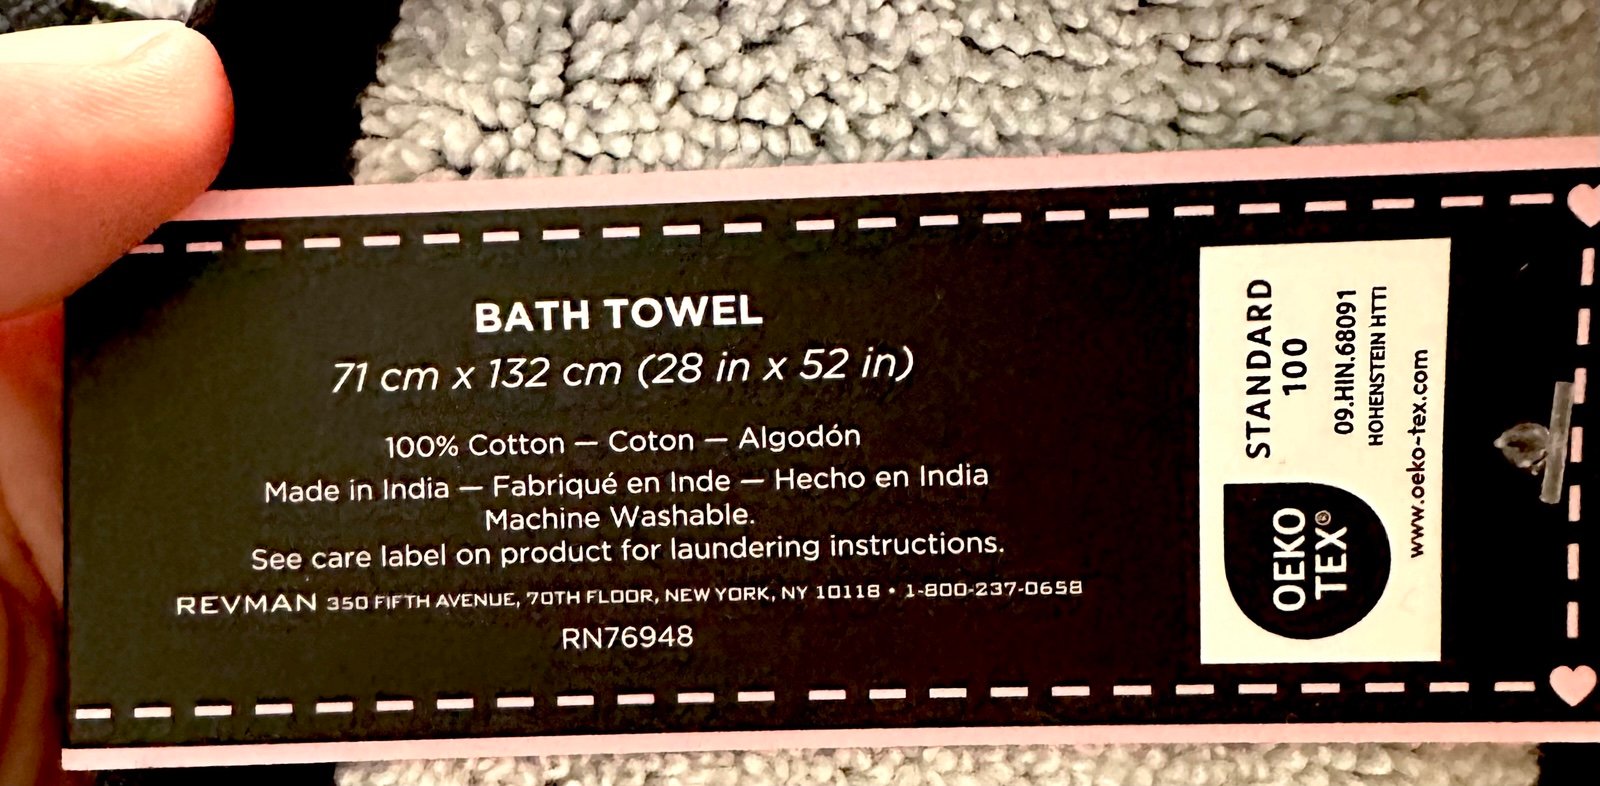 BATH TOWEL
71 cm x 132 cm (28 in x 52 in)
100% Cotton — Coton — Algodón
Made in India — Fabriqué en Inde — Hecho en India
Machine Washable.
See care label on product for laundering instructions.
REVMAN 350 FIFTH AVENUE, 70TH FLOOR, NEW YORK, NY 10118 • 1-800-237-0658
RN76948
OEKO
TEX®
STANDARD
100
09.HIN.68091
HOHENSTEIN HTTI
www.oeko-tex.com